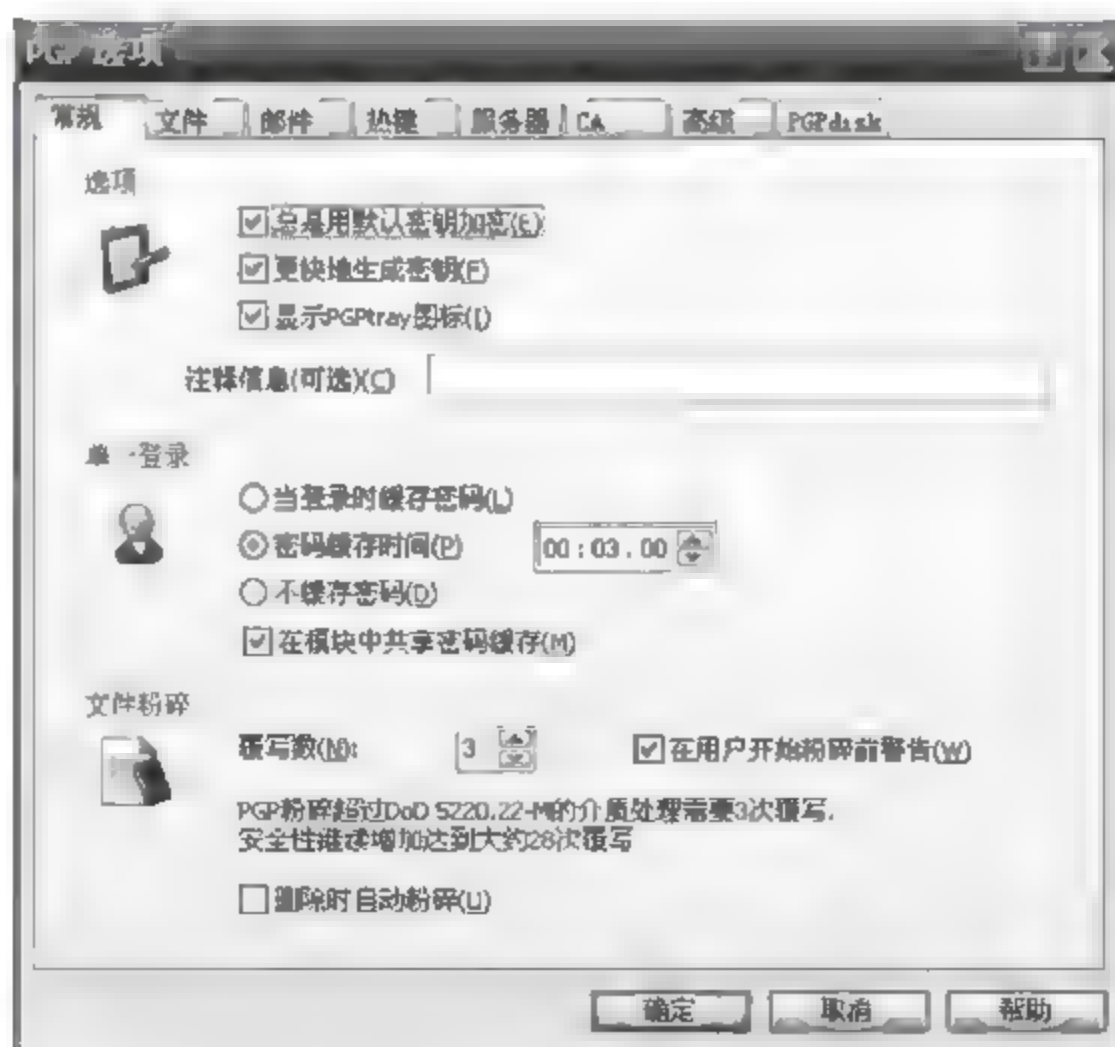 PGP 选项
常规 文件 邮件 热键 服务器 CA 高级 PGPdisk
选项
总是用默认密钥加密(E)
更快地生成密钥(F)
显示PGPtray图标(I)
注释信息(可选)(C)
单一登录
当登录时缓存密码(L)
密码缓存时间(P) 00:03.00
不缓存密码(D)
在模块中共享密码缓存(M)
文件粉碎
覆写数(N): 3 在用户开始粉碎前警告(W)
PGP粉碎超过DoD 5220.22-M的介质处理需要3次覆写.
安全性继续增加达到大约28次覆写
删除时自动粉碎(U)
确定 取消 帮助